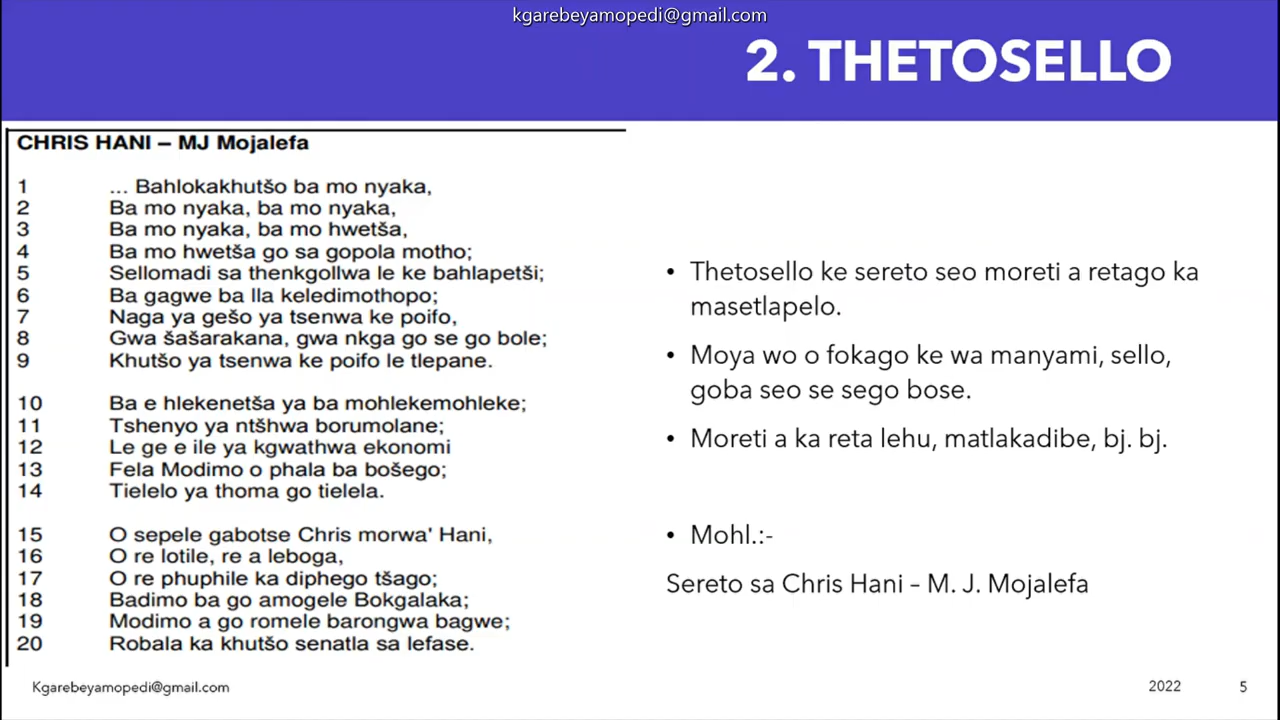 kgarebeyamopedi@gmail.com
2. THETOSELLO
CHRIS HANI – MJ Mojalefa
1 ... Bahlokakhutšo ba mo nyaka,
2 Ba mo nyaka, ba mo nyaka,
3 Ba mo nyaka, ba mo hwetša,
4 Ba mo hwetša go sa gopola motho;
5 Sellomadi sa thenkgollwa le ke bahlapetši;
6 Ba gagwe ba lla keledimothopo;
7 Naga ya gešo ya tsenwa ke poifo,
8 Gwa šašarakana, gwa nkga go se go bole;
9 Khutšo ya tsenwa ke poifo le tlepane.
10 Ba e hlekenetša ya ba mohlekemohleke;
11 Tshenyo ya ntšhwa borumolane;
12 Le ge e ile ya kgwathwa ekonomi
13 Fela Modimo o phala ba bošego;
14 Tielelo ya thoma go tielela.
15 O sepele gabotse Chris morwa' Hani,
16 O re lotile, re a leboga,
17 O re phuphile ka diphego tšago;
18 Badimo ba go amogele Bokgalaka;
19 Modimo a go romele barongwa bagwe;
20 Robala ka khutšo senatla sa lefase.
• Thetosello ke sereto seo moreti a retago ka
masetlapelo.
• Moya wo o fokago ke wa manyami, sello,
goba seo se sego bose.
• Moreti a ka reta lehu, matlakadibe, bj. bj.
• Mohl.:-
Sereto sa Chris Hani – M. J. Mojalefa
Kgarebeyamopedi@gmail.com
2022
5